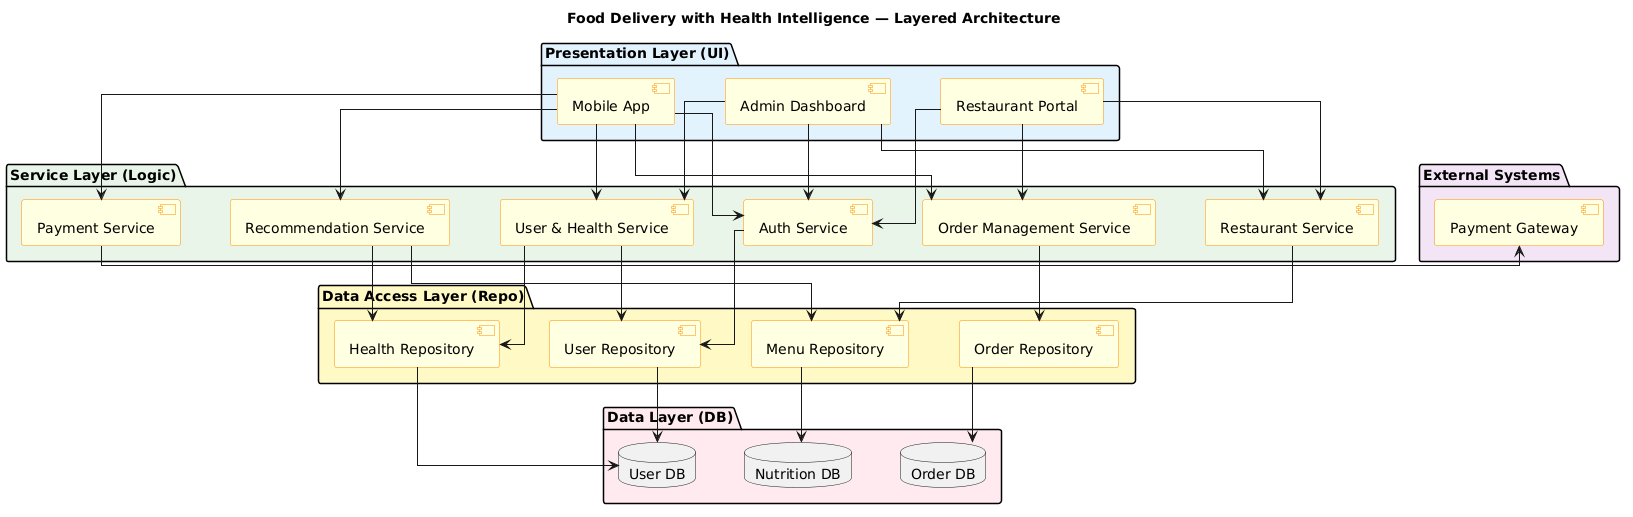 Food Delivery with Health Intelligence — Layered Architecture
Presentation Layer (UI)
Mobile App
Admin Dashboard
Restaurant Portal
Service Layer (Logic)
Payment Service
Recommendation Service
User & Health Service
Auth Service
Order Management Service
Restaurant Service
External Systems
Payment Gateway
Data Access Layer (Repo)
Health Repository
User Repository
Menu Repository
Order Repository
Data Layer (DB)
User DB
Nutrition DB
Order DB